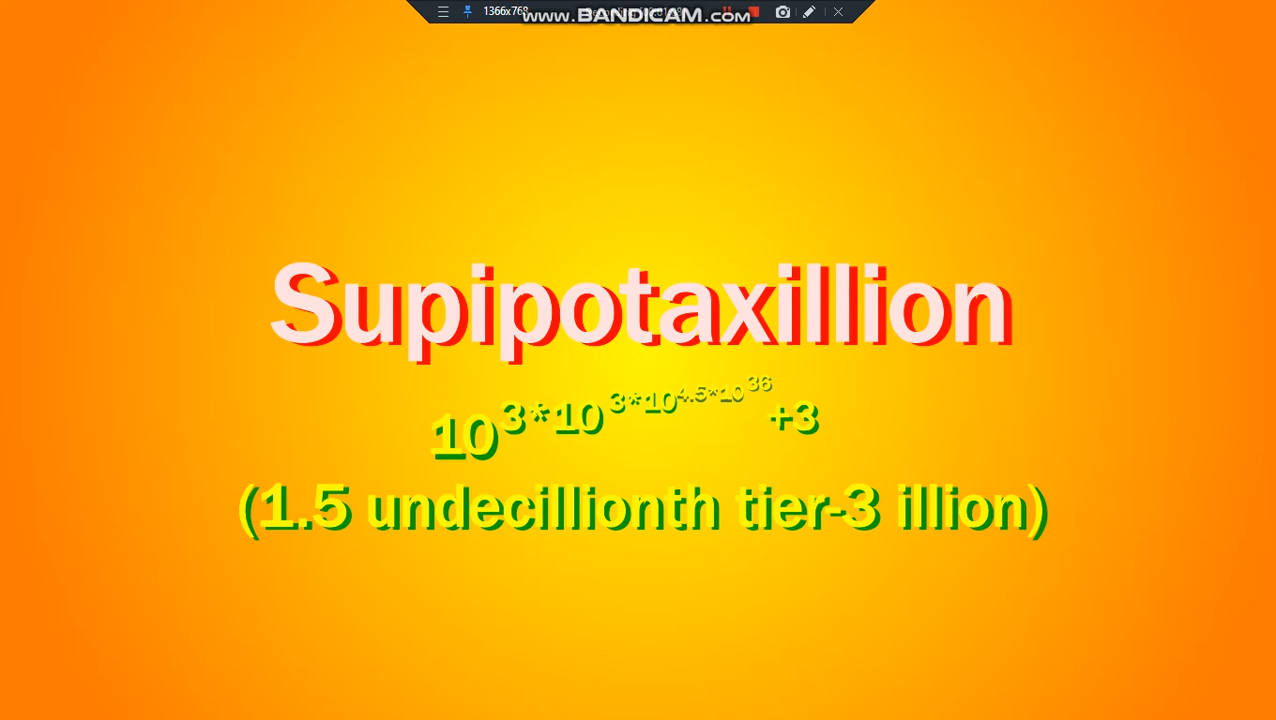 1366x768 www.BANDICAM.com
Supipotaxillion
10^3*10^3*10^4.5*10^36 +3
(1.5 undecillionth tier-3 illion)